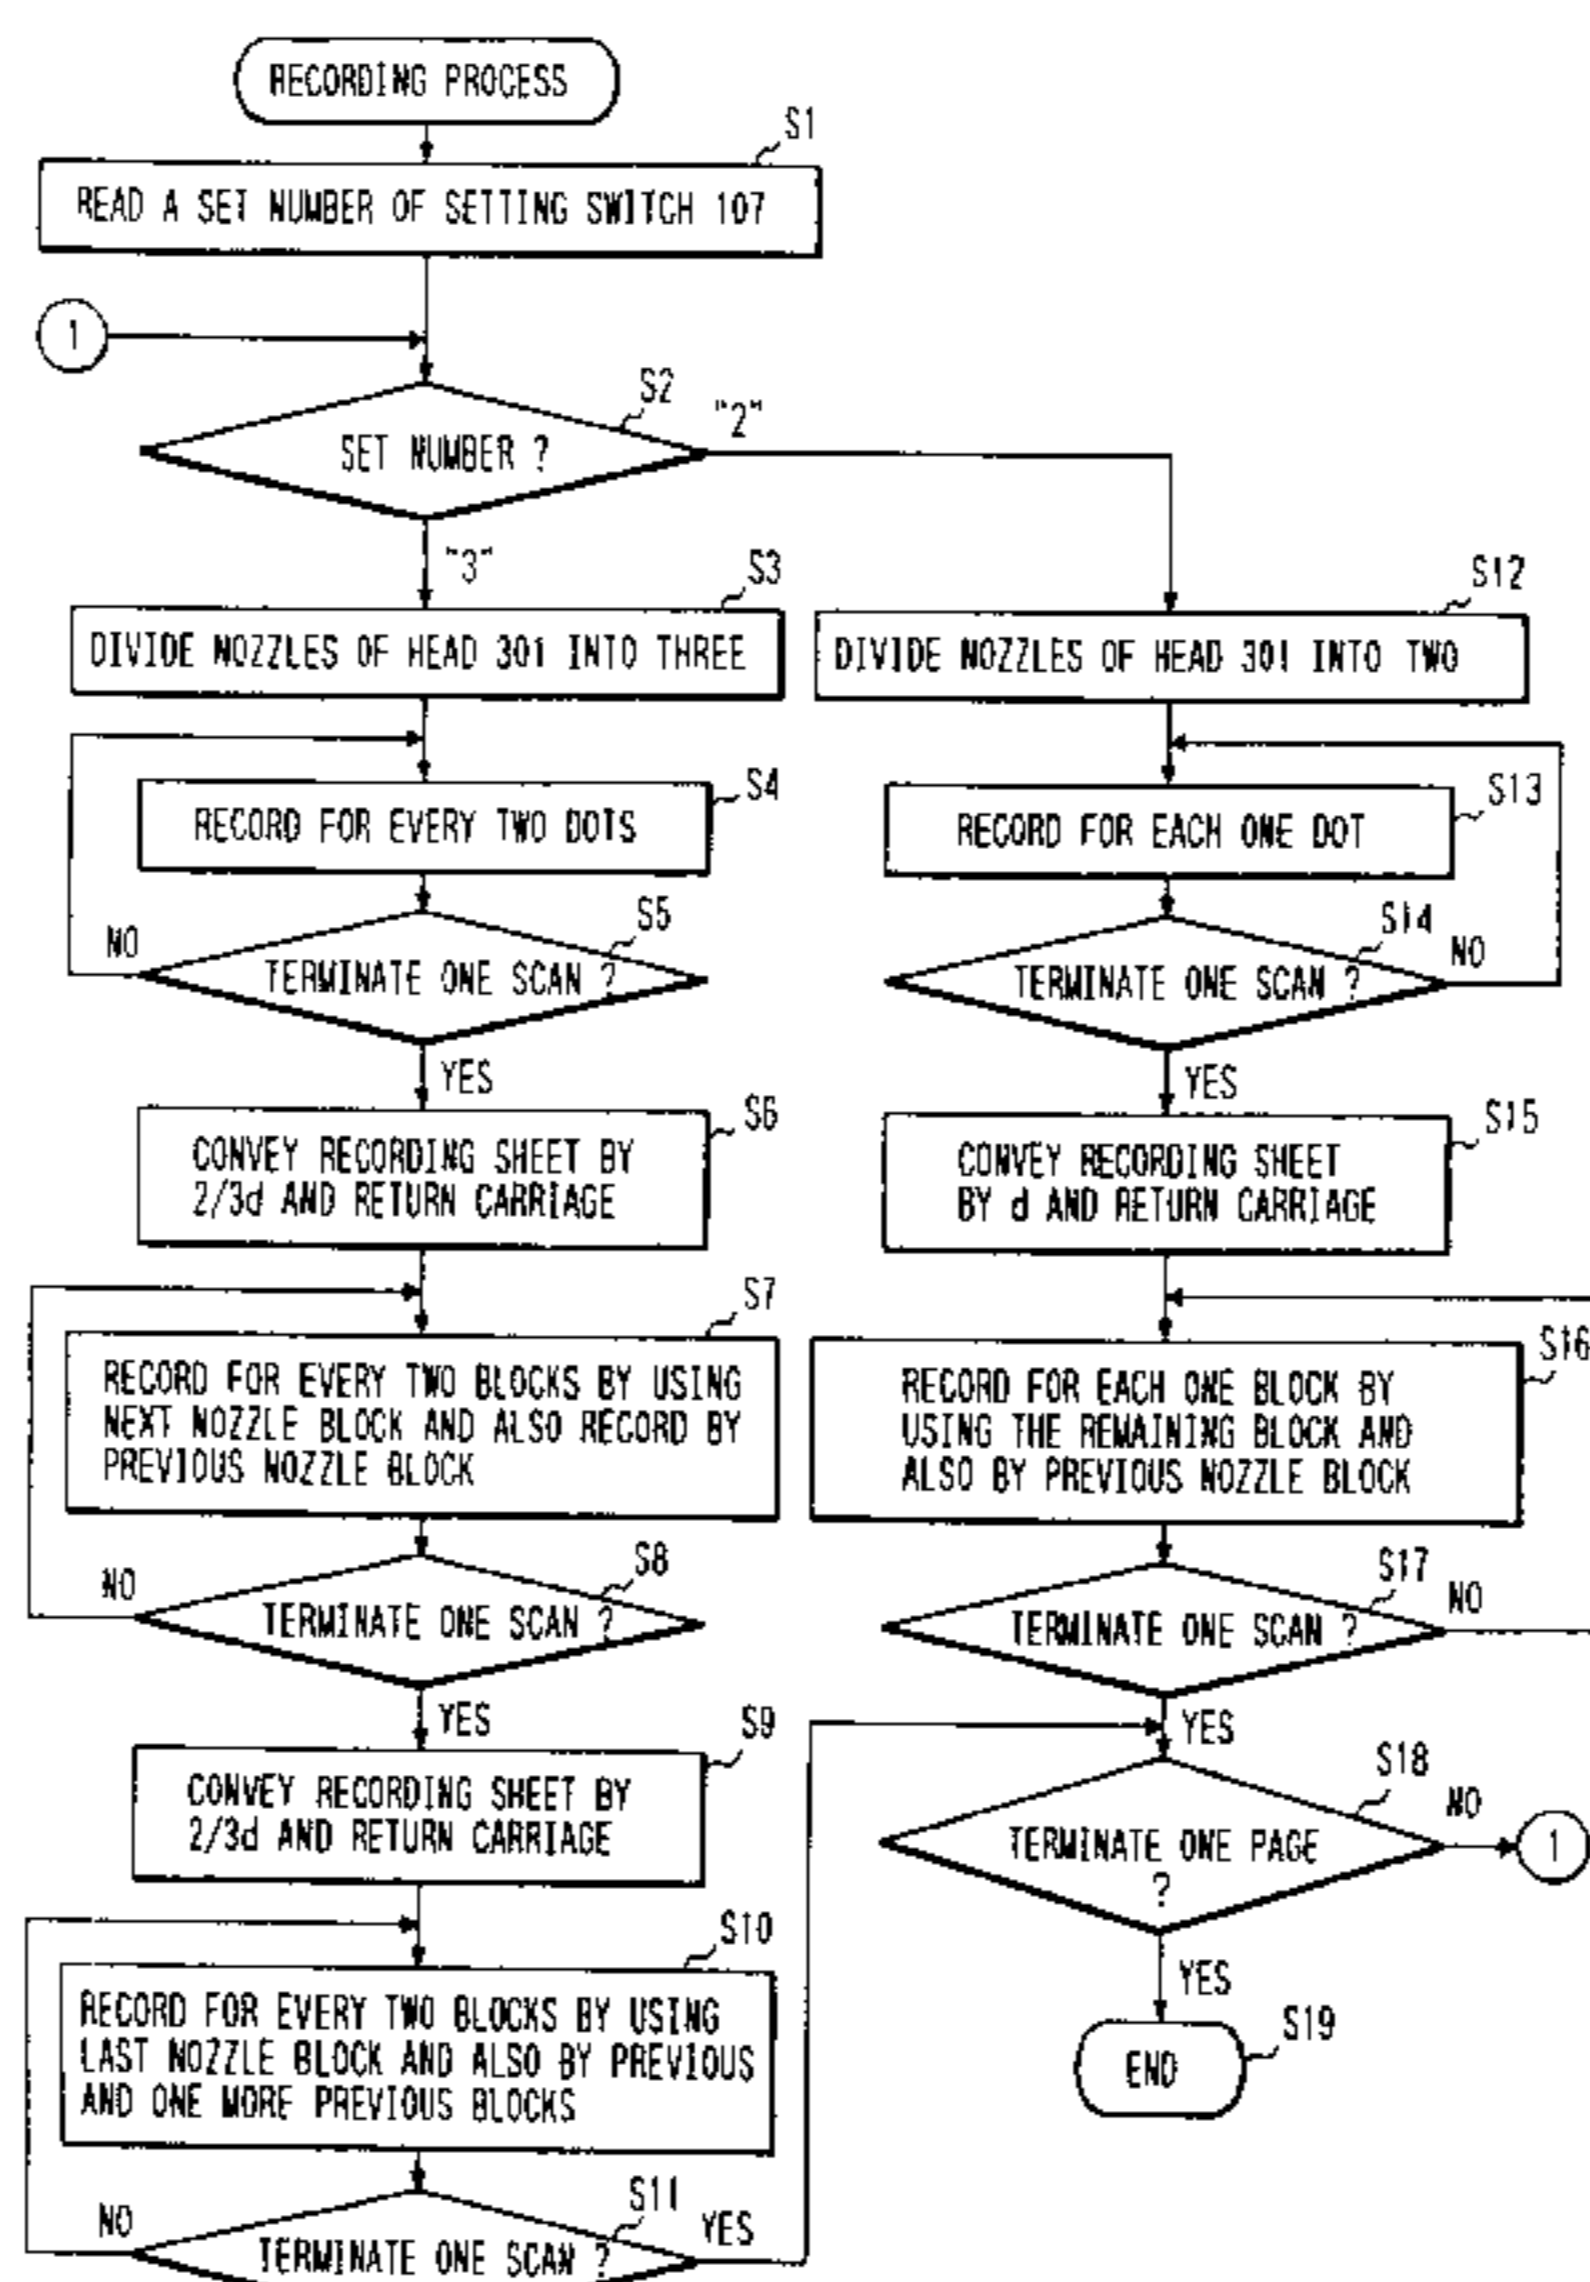 RECORDING PROCESS
S1
READ A SET NUMBER OF SETTING SWITCH 107
1
S2
SET NUMBER ?
"2"
"3"
S3
DIVIDE NOZZLES OF HEAD 301 INTO THREE
S4
RECORD FOR EVERY TWO DOTS
S5
TERMINATE ONE SCAN ?
NO
YES
S6
CONVEY RECORDING SHEET BY
2/3d AND RETURN CARRIAGE
S7
RECORD FOR EVERY TWO BLOCKS BY USING
NEXT NOZZLE BLOCK AND ALSO RECORD BY
PREVIOUS NOZZLE BLOCK
S8
TERMINATE ONE SCAN ?
NO
YES
S9
CONVEY RECORDING SHEET BY
2/3d AND RETURN CARRIAGE
S10
RECORD FOR EVERY TWO BLOCKS BY USING
LAST NOZZLE BLOCK AND ALSO BY PREVIOUS
AND ONE MORE PREVIOUS BLOCKS
S11
TERMINATE ONE SCAN ?
NO
YES
S12
DIVIDE NOZZLES OF HEAD 301 INTO TWO
S13
RECORD FOR EACH ONE DOT
S14
TERMINATE ONE SCAN ?
NO
YES
S15
CONVEY RECORDING SHEET
BY d AND RETURN CARRIAGE
S16
RECORD FOR EACH ONE BLOCK BY
USING THE REMAINING BLOCK AND
ALSO BY PREVIOUS NOZZLE BLOCK
S17
TERMINATE ONE SCAN ?
NO
YES
S18
TERMINATE ONE PAGE
?
NO
1
YES
S19
END